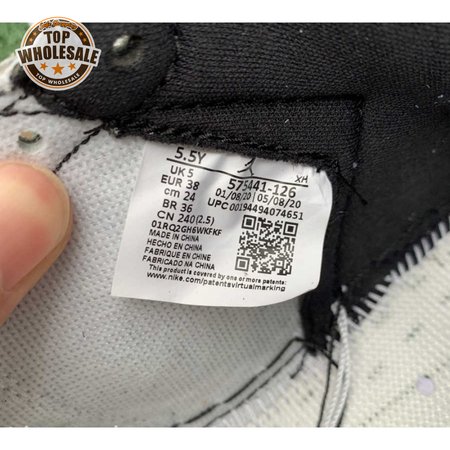 TOP
WHOLESALE
TOP WHOLESALE
5.5Y XH
UK 5 575441-126
EUR 38 01/08/20 05/08/20
cm 24 UPC 00194494074651
BR 36
CN 240(2.5)
01RQ2GH6WKFKF
MADE IN CHINA
HECHO EN CHINA
FABRIQUE EN CHINE
FABRICADO NA CHINA
This product is covered by one or more patents:
www.nike.com/patentsvirtualmarking